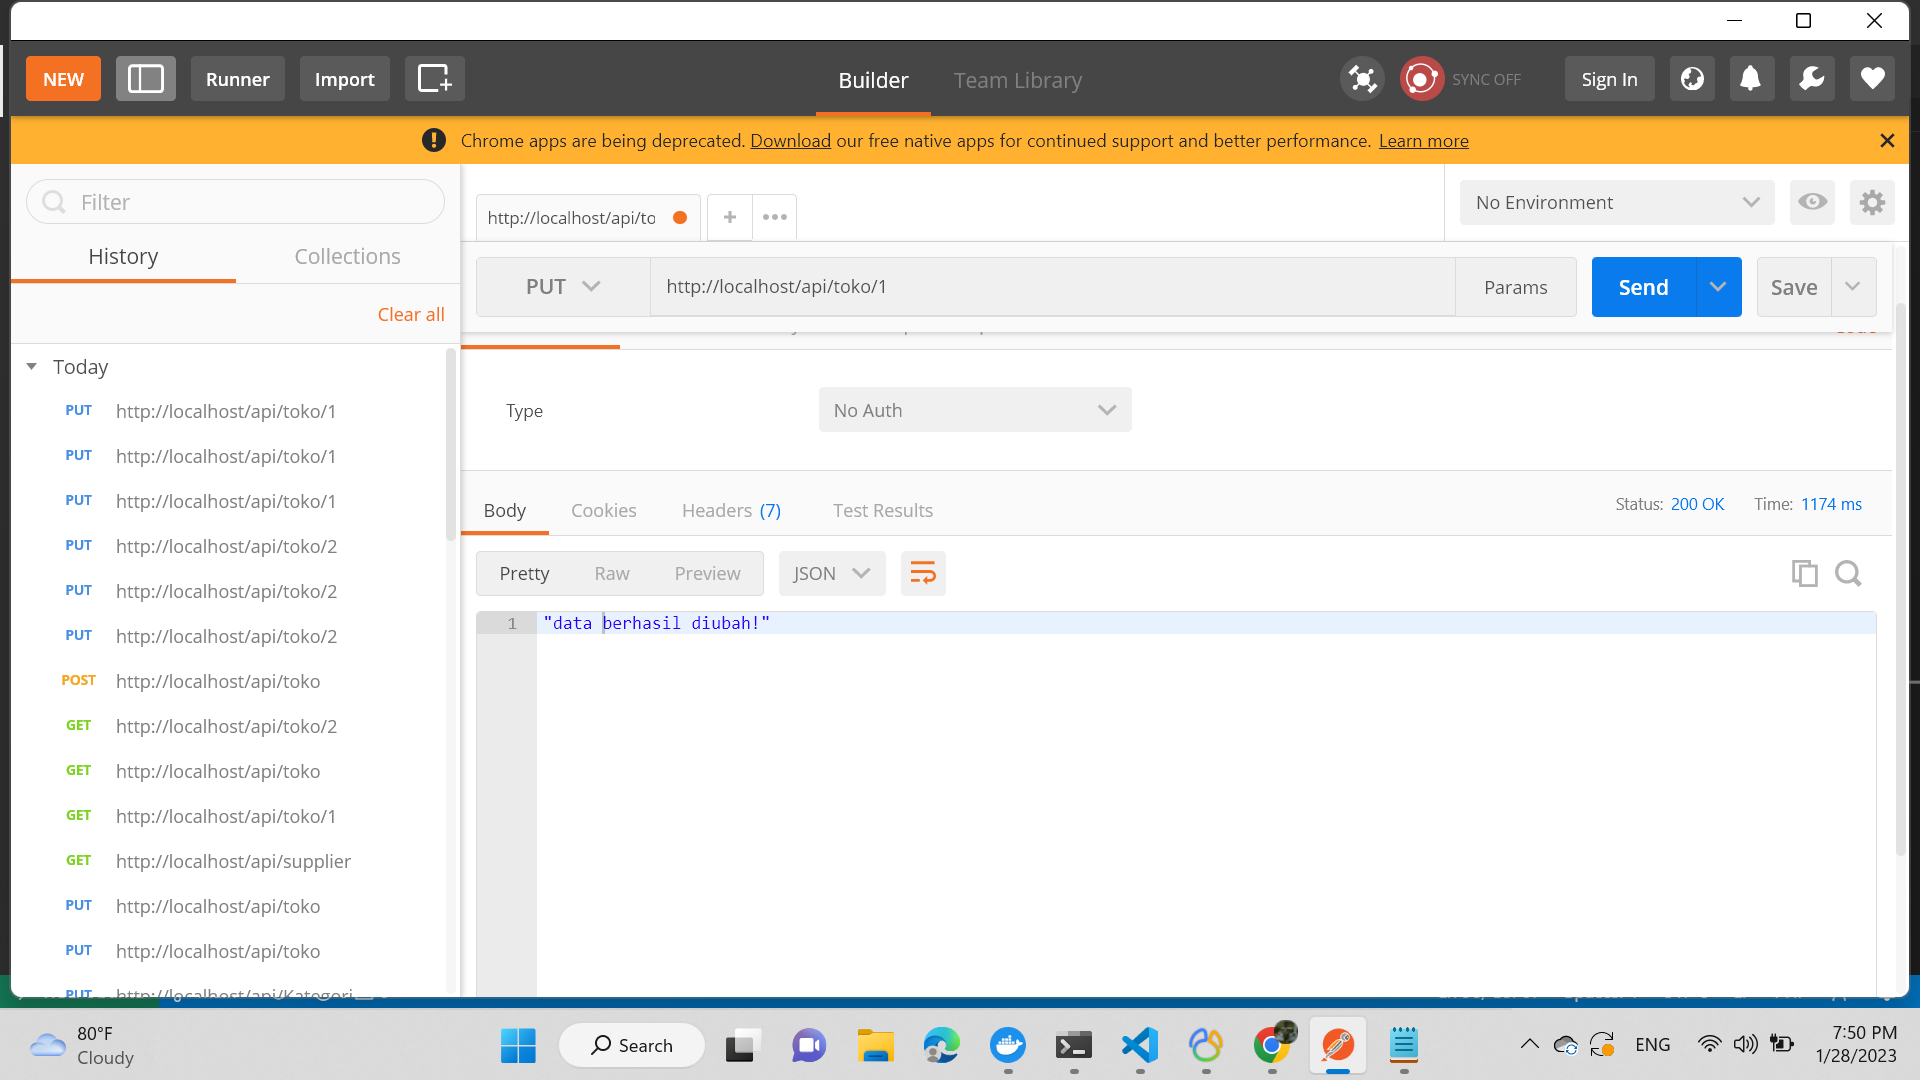 NEW
Runner
Import
Builder
Team Library
SYNC OFF
Sign In
Chrome apps are being deprecated. Download our free native apps for continued support and better performance. Learn more
Filter
History
Collections
Clear all
Today
PUT http://localhost/api/toko/1
PUT http://localhost/api/toko/1
PUT http://localhost/api/toko/1
PUT http://localhost/api/toko/2
PUT http://localhost/api/toko/2
PUT http://localhost/api/toko/2
POST http://localhost/api/toko
GET http://localhost/api/toko/2
GET http://localhost/api/toko
GET http://localhost/api/toko/1
GET http://localhost/api/supplier
PUT http://localhost/api/toko
PUT http://localhost/api/toko
PUT http://localhost/api/Kategori
http://localhost/api/to
No Environment
PUT
http://localhost/api/toko/1
Params
Send
Save
Type
No Auth
Body
Cookies
Headers (7)
Test Results
Status: 200 OK
Time: 1174 ms
Pretty
Raw
Preview
JSON
1 "data berhasil diubah!"
80°F
Cloudy
Search
ENG
7:50 PM
1/28/2023